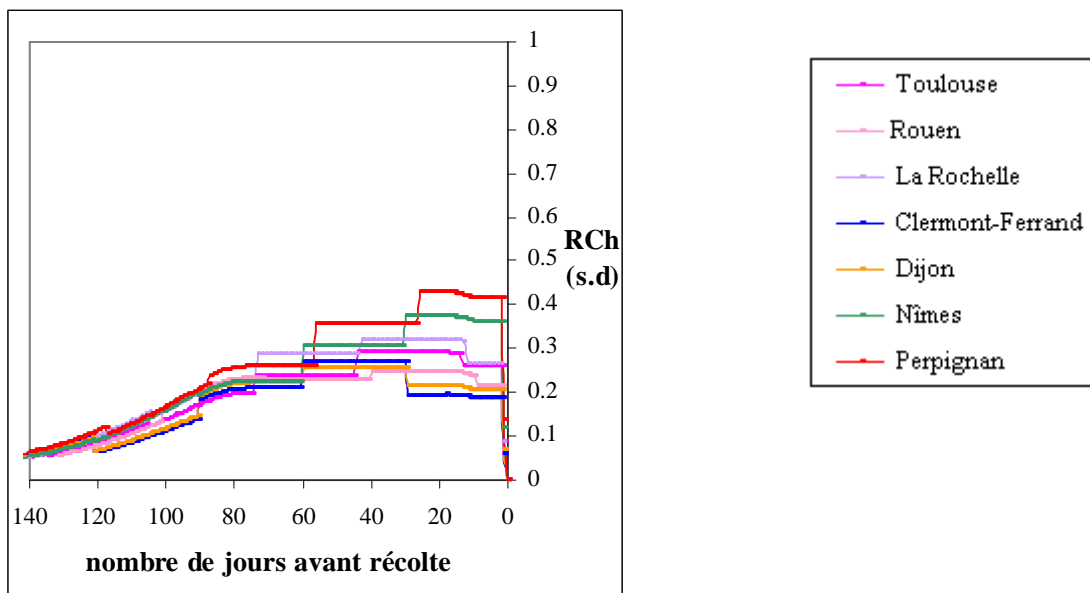 1
0.9
0.8
0.7
0.6
RCh
0.5
(s.d)
0.4
0.3
0.2
0.1
0
140 120 100 80 60 40 20 0
nombre de jours avant récolte
Toulouse
Rouen
La Rochelle
Clermont-Ferrand
Dijon
Nîmes
Perpignan